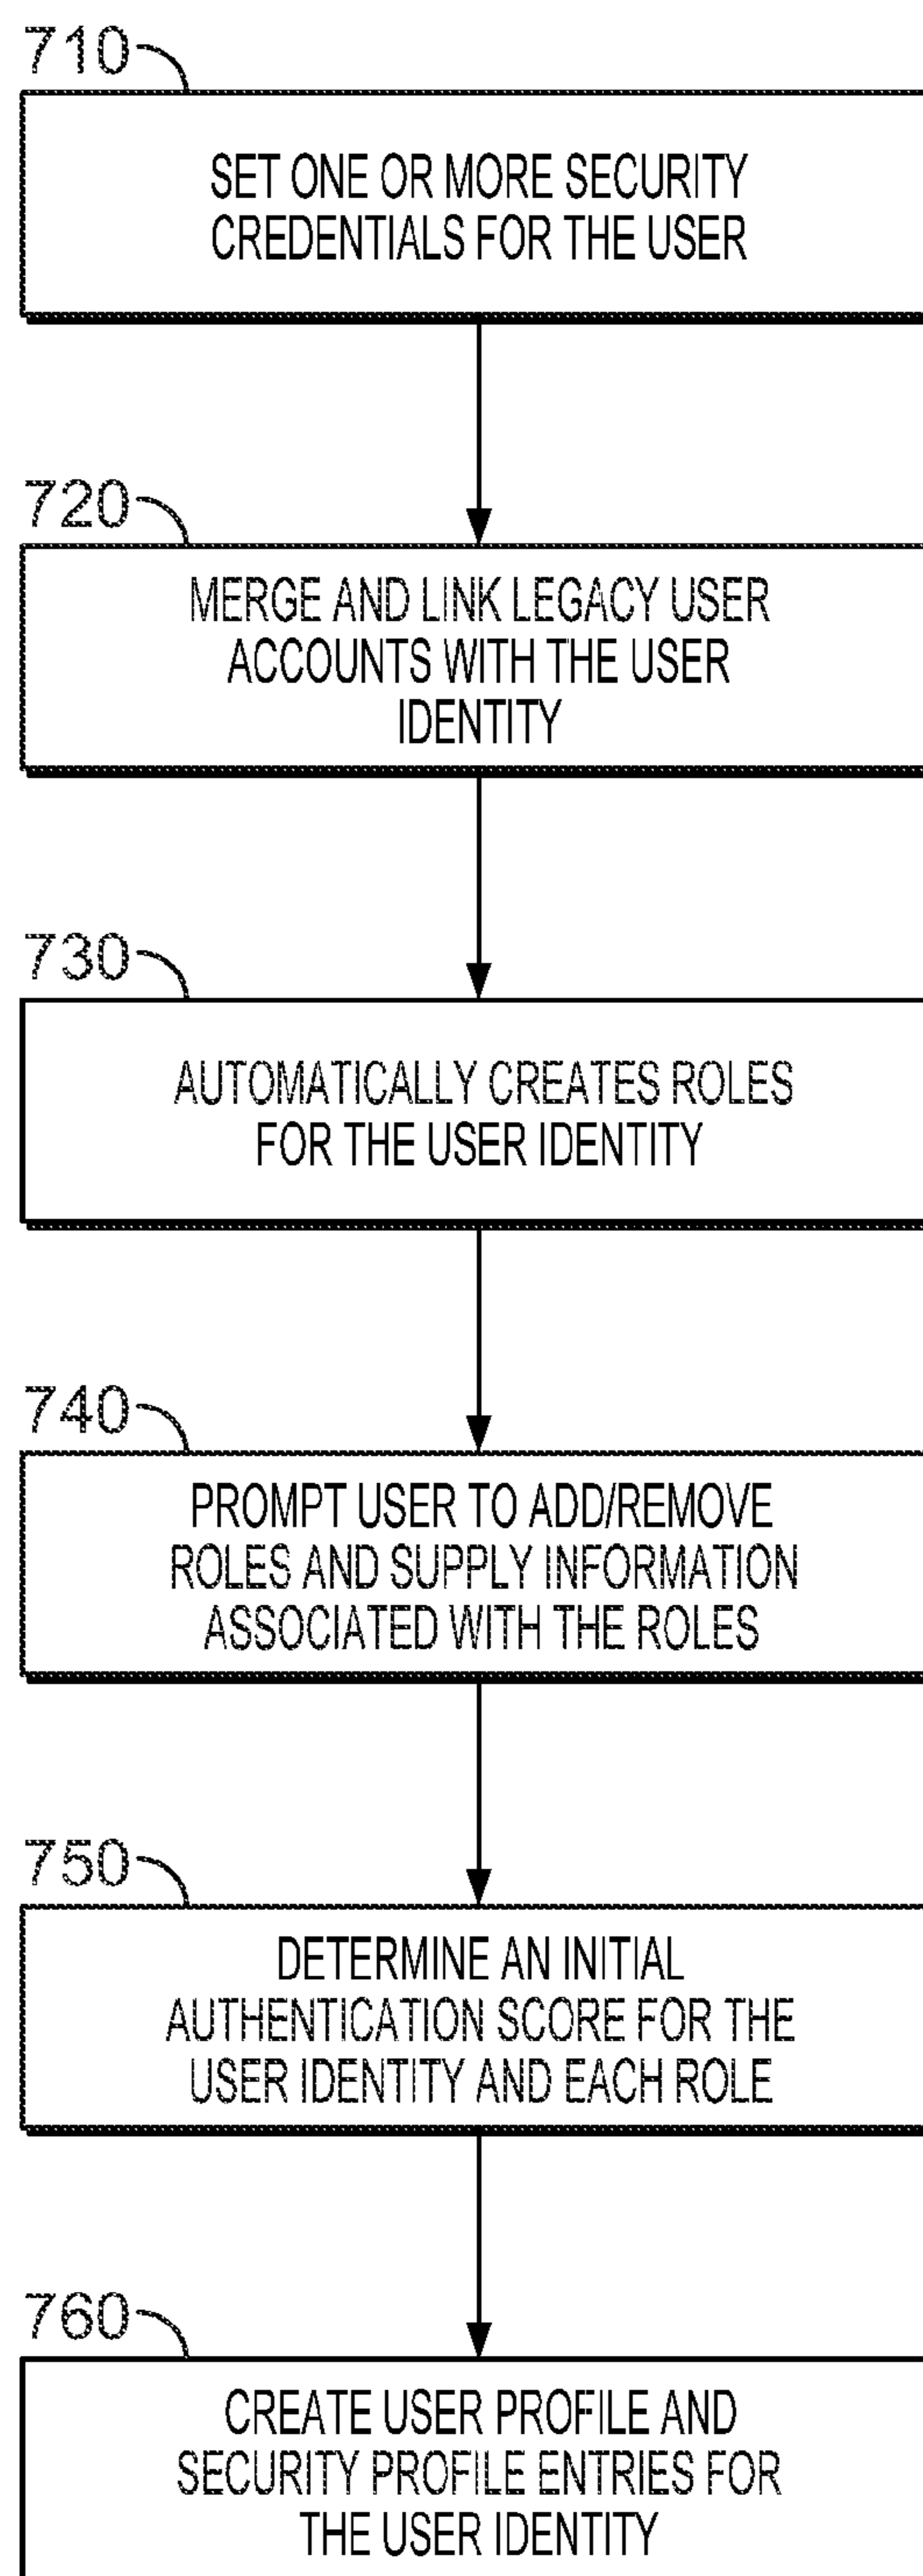 710
SET ONE OR MORE SECURITY
CREDENTIALS FOR THE USER
720
MERGE AND LINK LEGACY USER
ACCOUNTS WITH THE USER
IDENTITY
730
AUTOMATICALLY CREATES ROLES
FOR THE USER IDENTITY
740
PROMPT USER TO ADD/REMOVE
ROLES AND SUPPLY INFORMATION
ASSOCIATED WITH THE ROLES
750
DETERMINE AN INITIAL
AUTHENTICATION SCORE FOR THE
USER IDENTITY AND EACH ROLE
760
CREATE USER PROFILE AND
SECURITY PROFILE ENTRIES FOR
THE USER IDENTITY